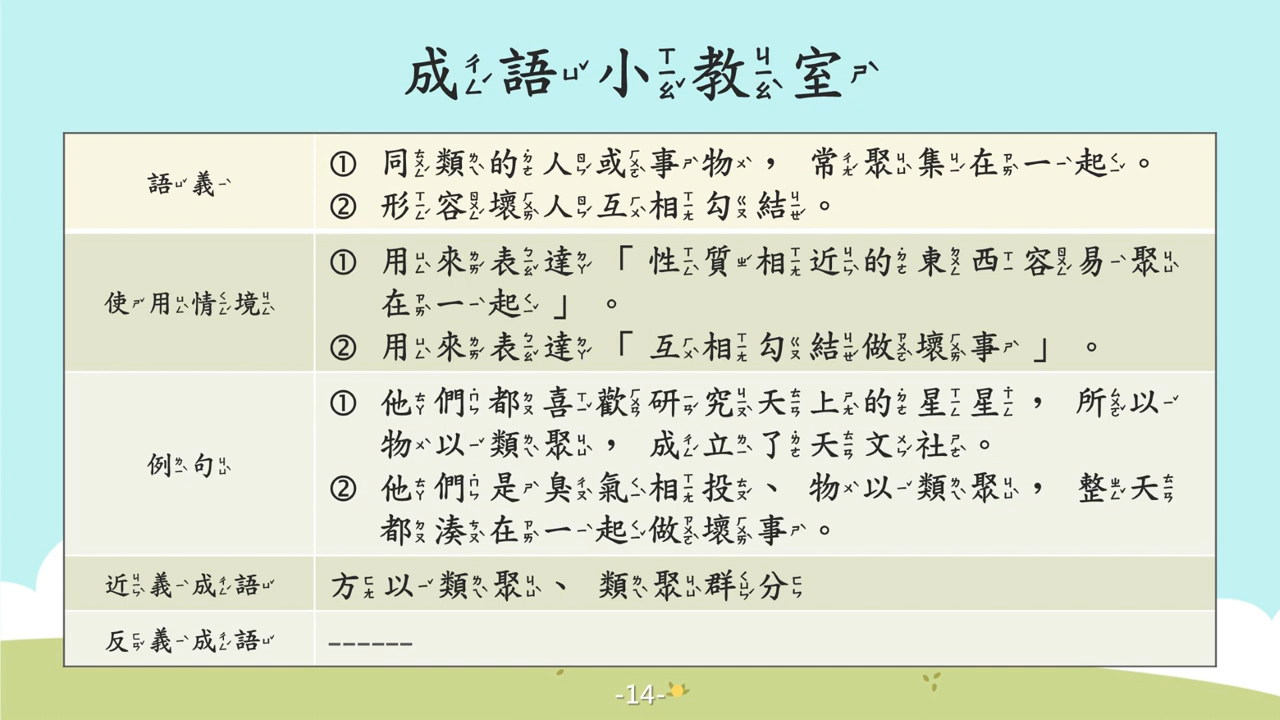 成語小教室
語義
① 同類的人或事物，常聚集在一起。
② 形容壞人互相勾結。
使用情境
① 用來表達「性質相近的東西容易聚
在一起」。
② 用來表達「互相勾結做壞事」。
例句
① 他們都喜歡研究天上的星星，所以
物以類聚，成立了天文社。
② 他們是臭氣相投、物以類聚，整天
都湊在一起做壞事。
近義成語
方以類聚、類聚群分
反義成語
------
-14-